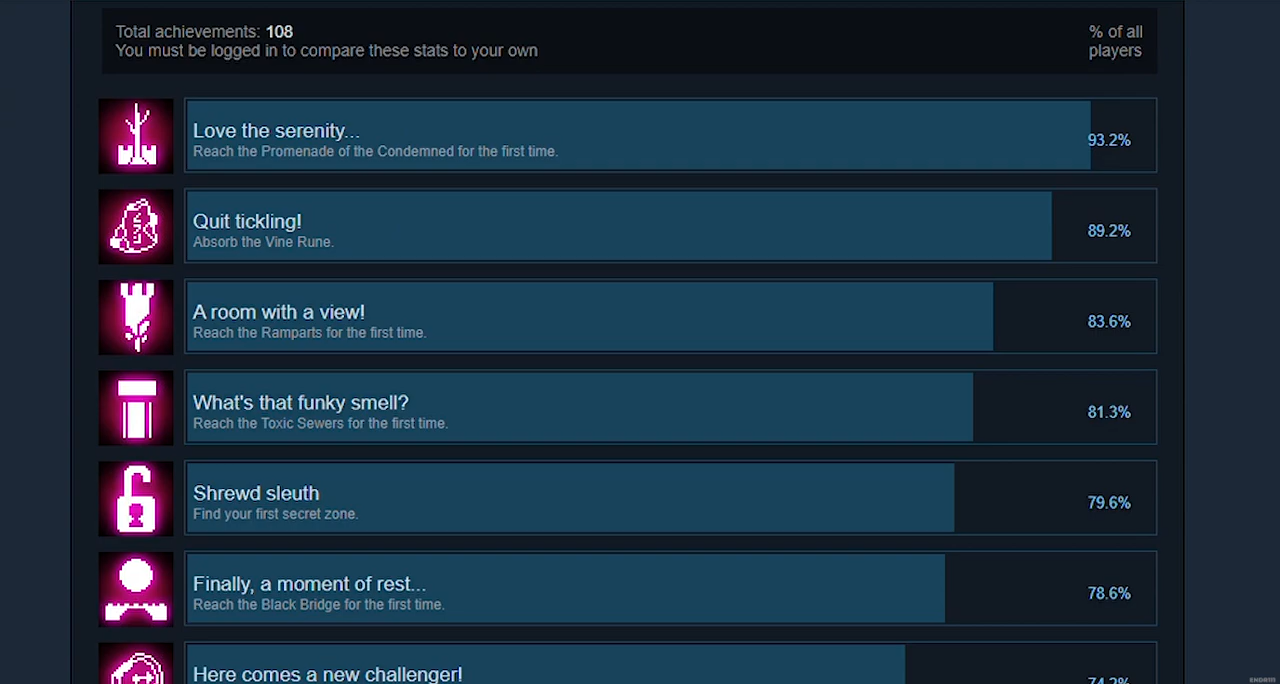 Total achievements: 108
You must be logged in to compare these stats to your own
% of all
players
Love the serenity...
Reach the Promenade of the Condemned for the first time.
93.2%
Quit tickling!
Absorb the Vine Rune.
89.2%
A room with a view!
Reach the Ramparts for the first time.
83.6%
What's that funky smell?
Reach the Toxic Sewers for the first time.
81.3%
Shrewd sleuth
Find your first secret zone.
79.6%
Finally, a moment of rest...
Reach the Black Bridge for the first time.
78.6%
Here comes a new challenger!
74.2%